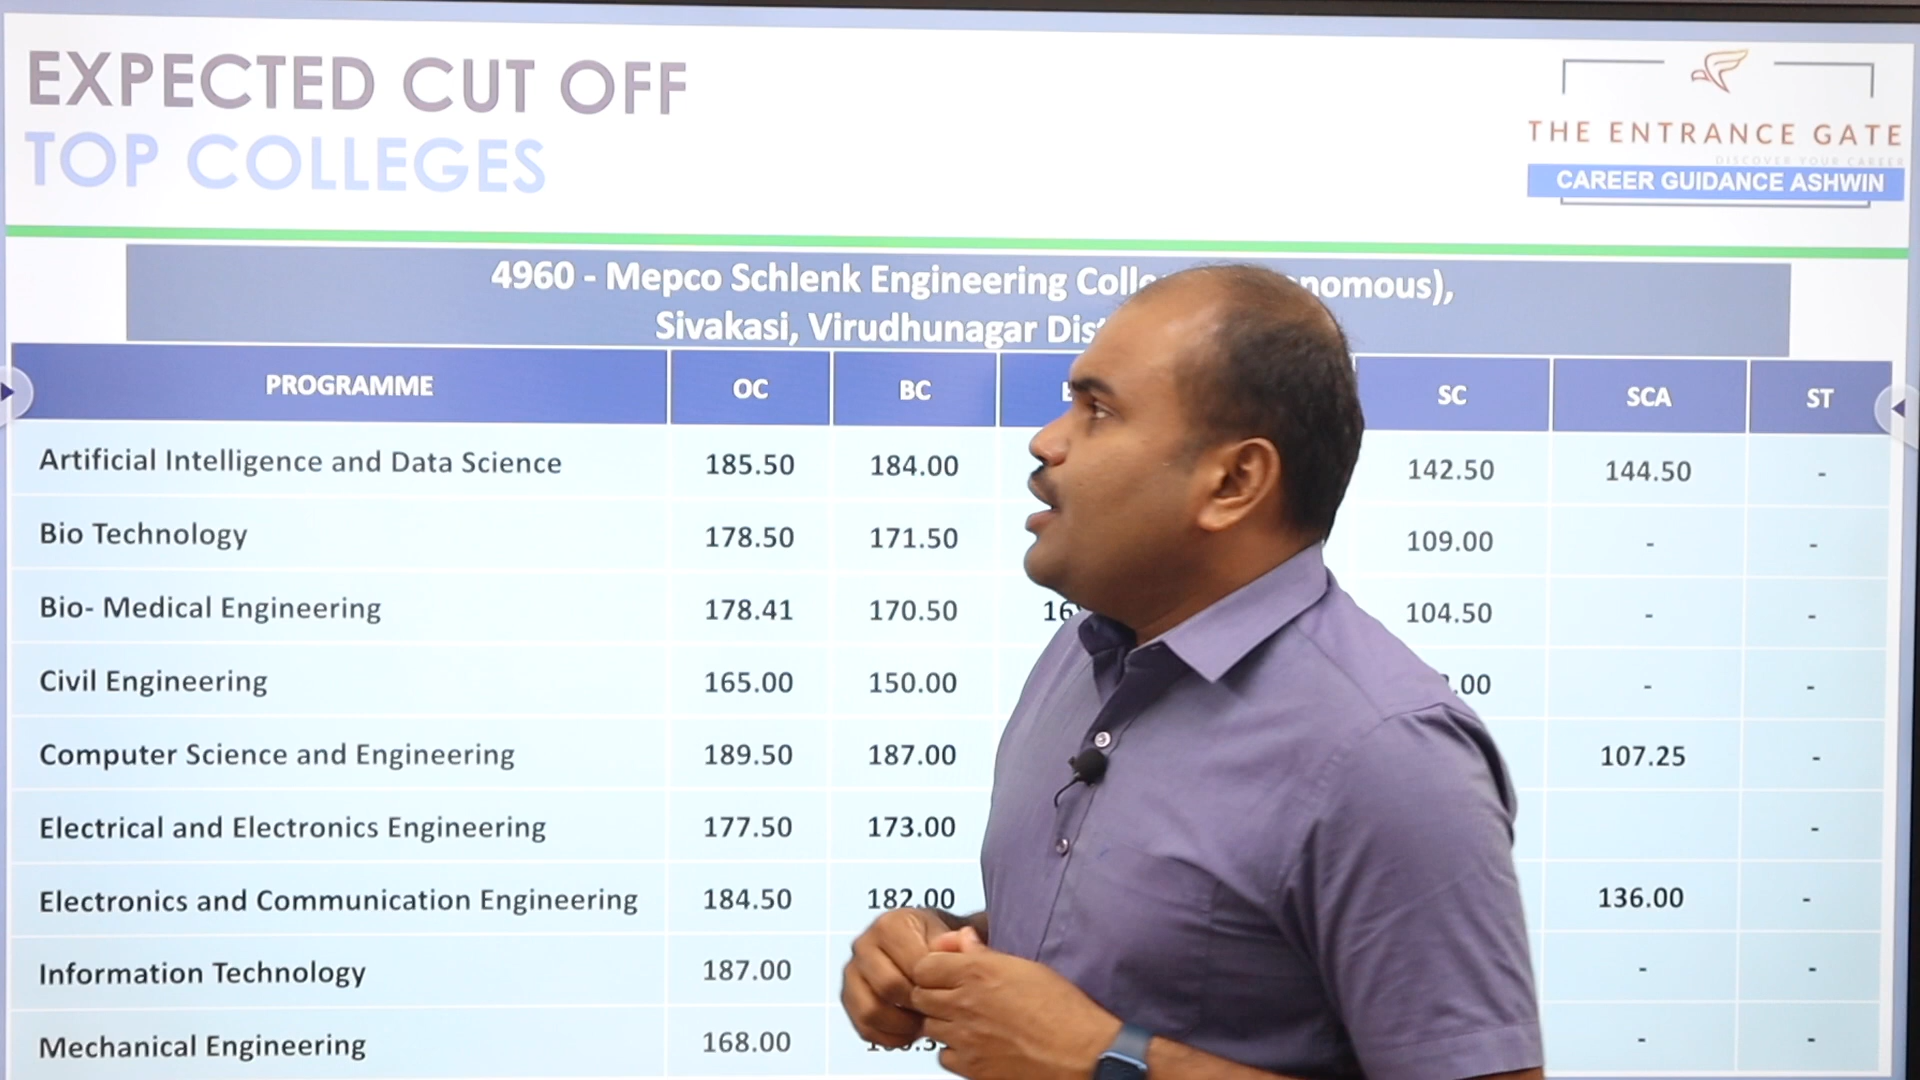 EXPECTED CUT OFF
TOP COLLEGES
THE ENTRANCE GATE
DISCOVER YOUR CAREER
CAREER GUIDANCE ASHWIN
4960 - Mepco Schlenk Engineering
Sivakasi, Virudhunagar
PROGRAMME OC BC SC SCA ST
Artificial Intelligence and Data Science 185.50 184.00 142.50 144.50 -
Bio Technology 178.50 171.50 109.00 - -
Bio- Medical Engineering 178.41 170.50 104.50 - -
Civil Engineering 165.00 150.00 - -
Computer Science and Engineering 189.50 187.00 107.25 -
Electrical and Electronics Engineering 177.50 173.00 -
Electronics and Communication Engineering 184.50 182.00 136.00 -
Information Technology 187.00 - -
Mechanical Engineering 168.00 - -